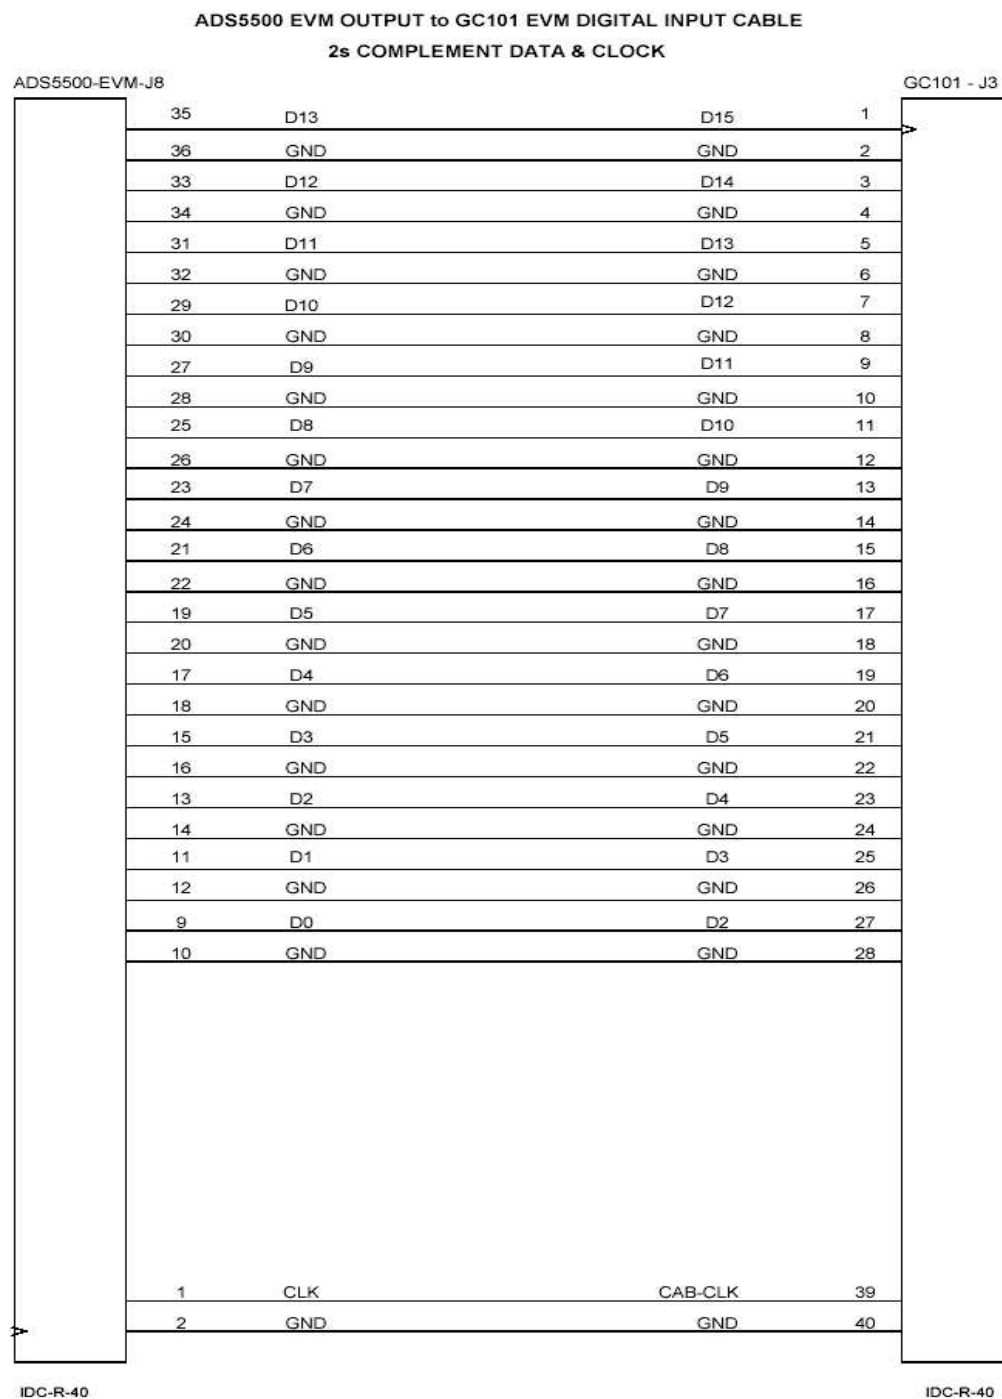 ADS5500 EVM OUTPUT to GC101 EVM DIGITAL INPUT CABLE
2s COMPLEMENT DATA & CLOCK
ADS5500-EVM-J8 GC101 - J3
35 D13 D15 1
36 GND GND 2
33 D12 D14 3
34 GND GND 4
31 D11 D13 5
32 GND GND 6
29 D10 D12 7
30 GND GND 8
27 D9 D11 9
28 GND GND 10
25 D8 D10 11
26 GND GND 12
23 D7 D9 13
24 GND GND 14
21 D6 D8 15
22 GND GND 16
19 D5 D7 17
20 GND GND 18
17 D4 D6 19
18 GND GND 20
15 D3 D5 21
16 GND GND 22
13 D2 D4 23
14 GND GND 24
11 D1 D3 25
12 GND GND 26
9 D0 D2 27
10 GND GND 28
1 CLK CAB-CLK 39
2 GND GND 40
IDC-R-40 IDC-R-40